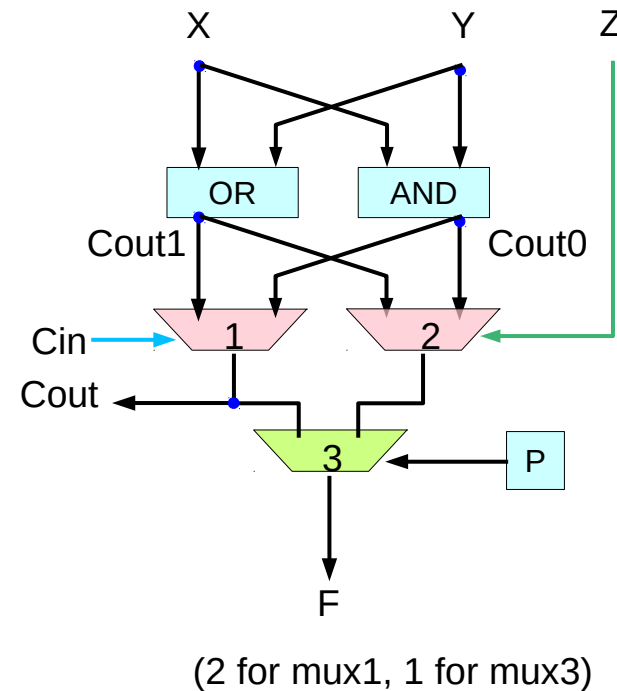 X Y Z
OR AND
Cout1 Cout0
1 2
Cin
Cout
3 P
F
(2 for mux1, 1 for mux3)